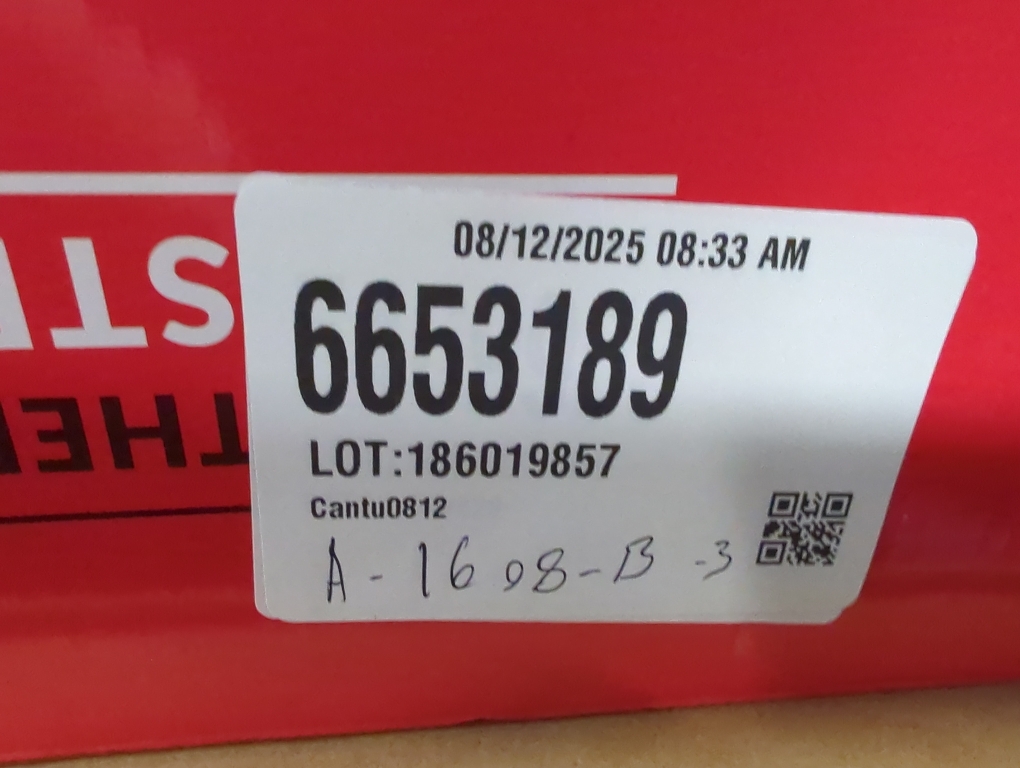 08/12/2025 08:33 AM
6653189
LOT:186019857
Cantu0812
A - 1608 - B - 3